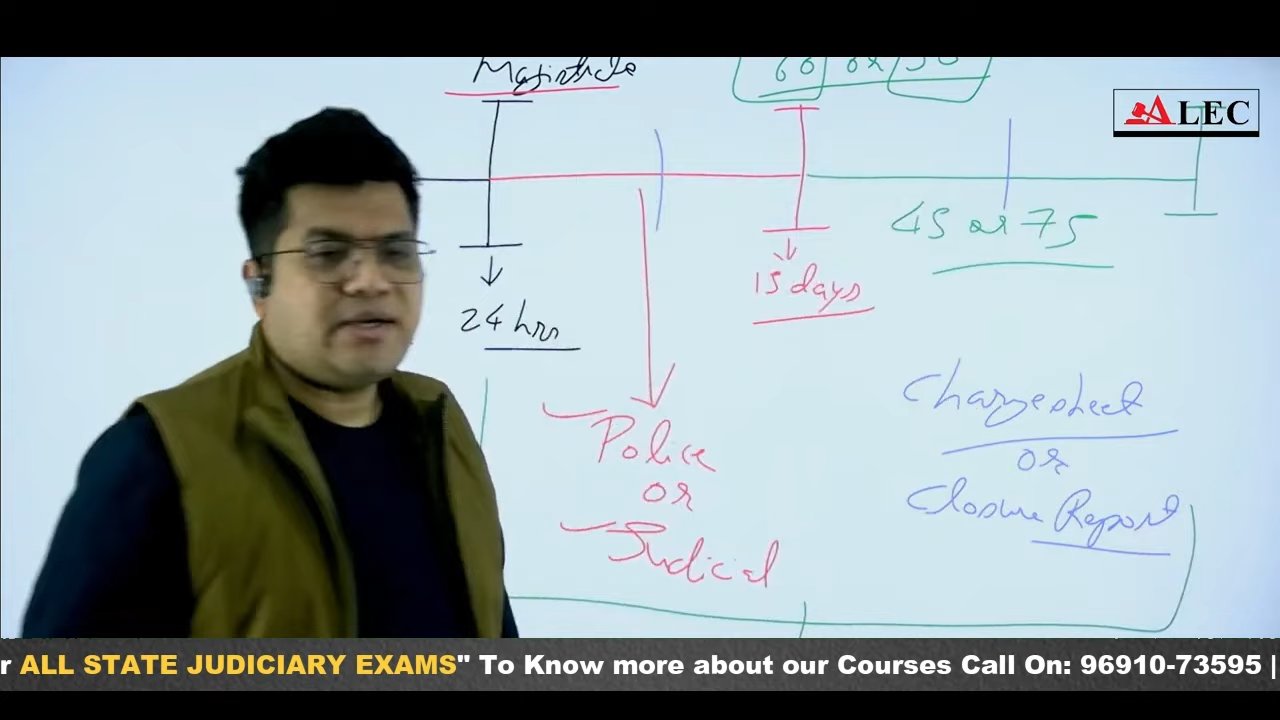 Magistrate
60 or 90
ALEC
45 or 75
15 days
24 hrs
Chargesheet
or
Closure Report
Police
or
Judicial
r ALL STATE JUDICIARY EXAMS" To Know more about our Courses Call On: 96910-73595 |